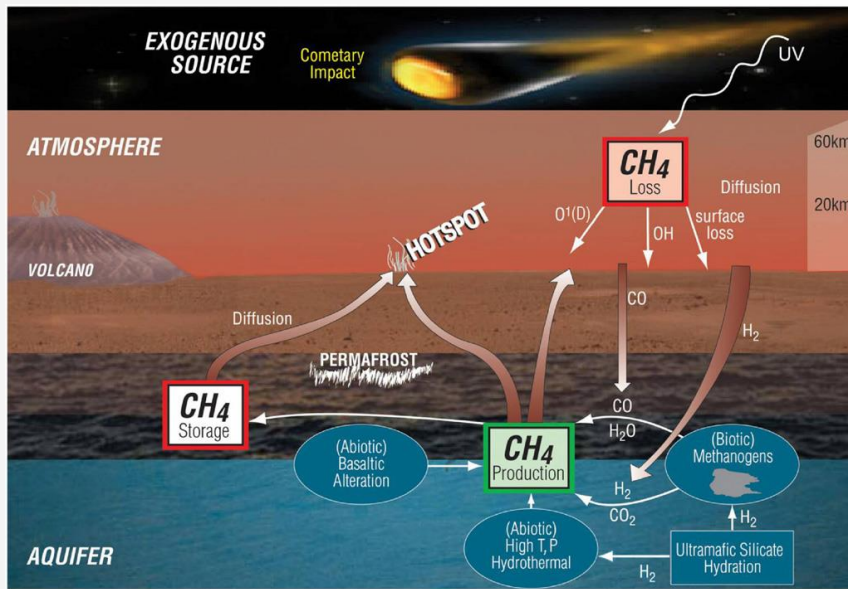 EXOGENOUS
SOURCE
Cometary
Impact
UV
ATMOSPHERE
60km
CH4
Loss
Diffusion
20km
O¹(D)
OH
surface
loss
HOTSPOT
VOLCANO
CO
Diffusion
H2
PERMAFROST
CH4
Storage
CO
H2O
(Abiotic)
Basaltic
Alteration
CH4
Production
(Biotic)
Methanogens
H2
CO2
H2
(Abiotic)
High T, P
Hydrothermal
H2
Ultramafic Silicate
Hydration
AQUIFER